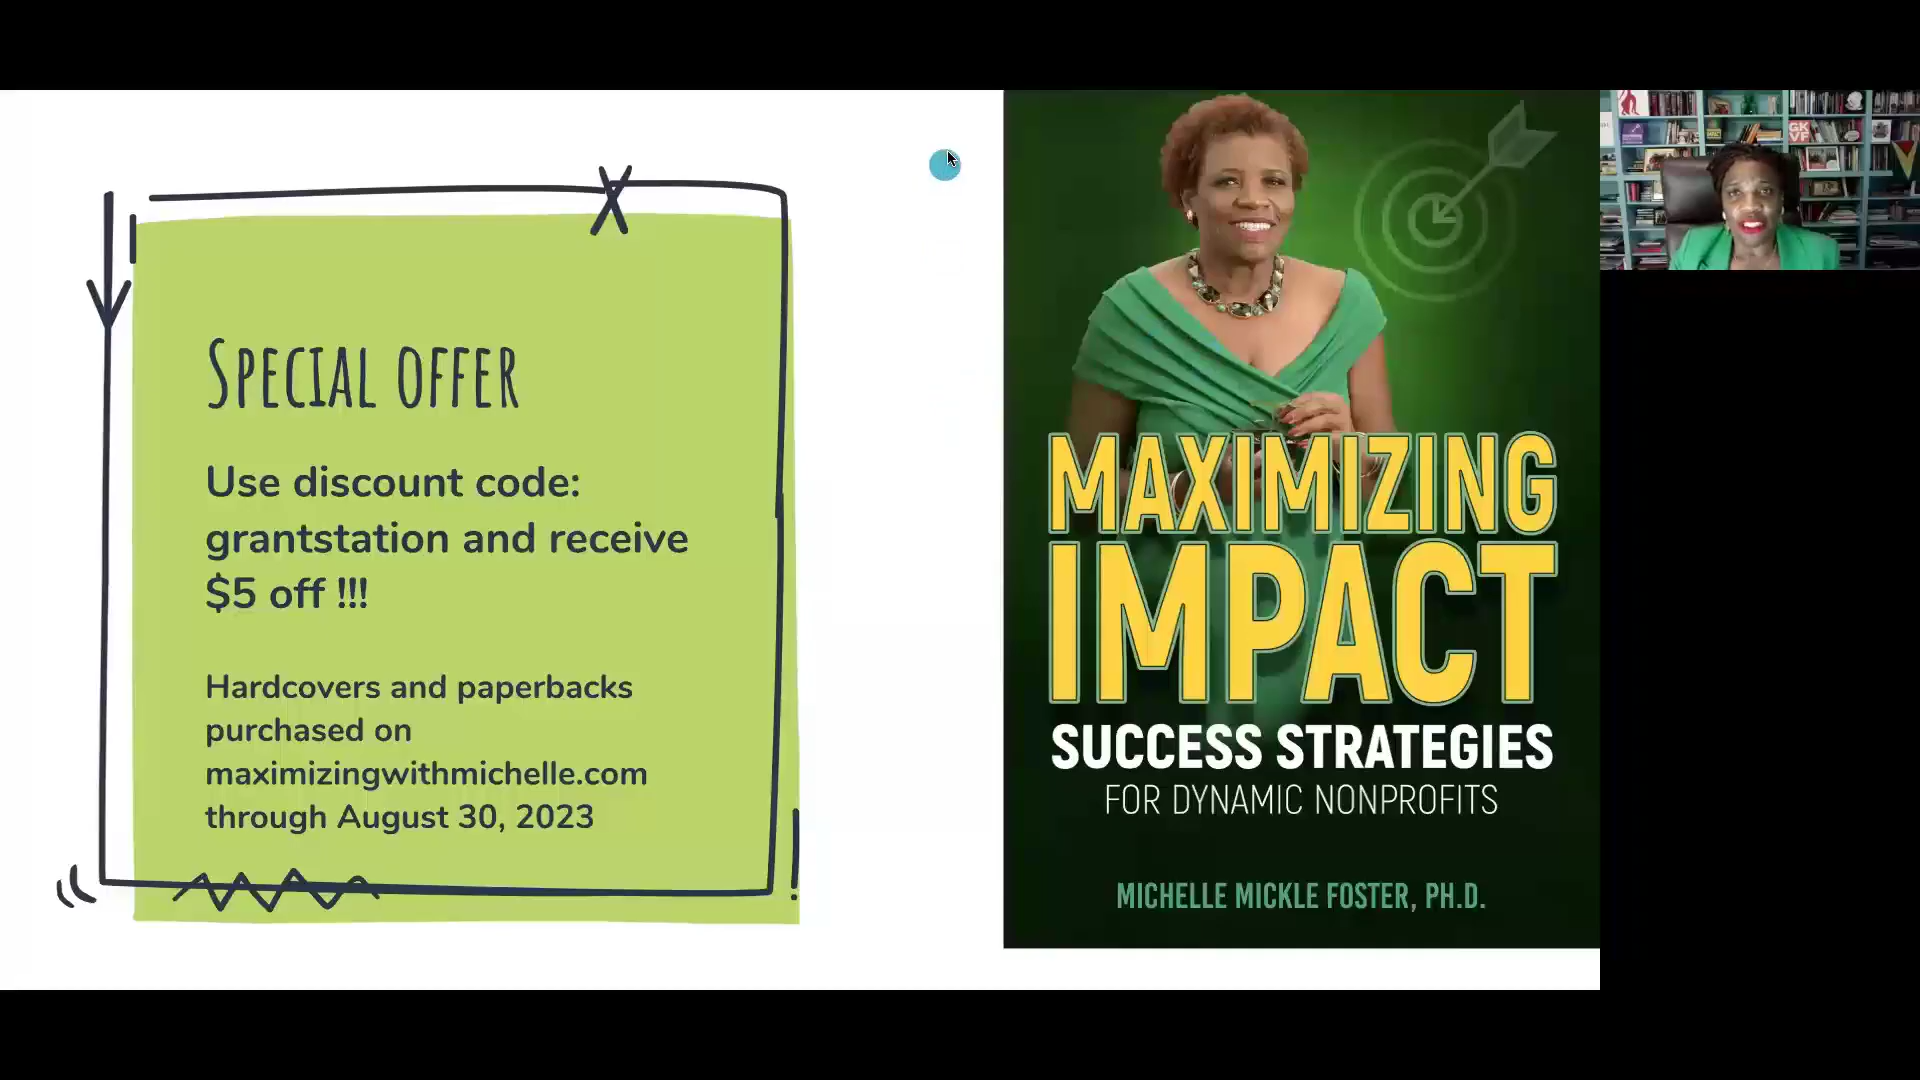 Special offer
Use discount code:
grantstation and receive
$5 off !!!
Hardcovers and paperbacks
purchased on
maximizingwithmichelle.com
through August 30, 2023
MAXIMIZING
IMPACT
SUCCESS STRATEGIES
FOR DYNAMIC NONPROFITS
MICHELLE MICKLE FOSTER, PH.D.